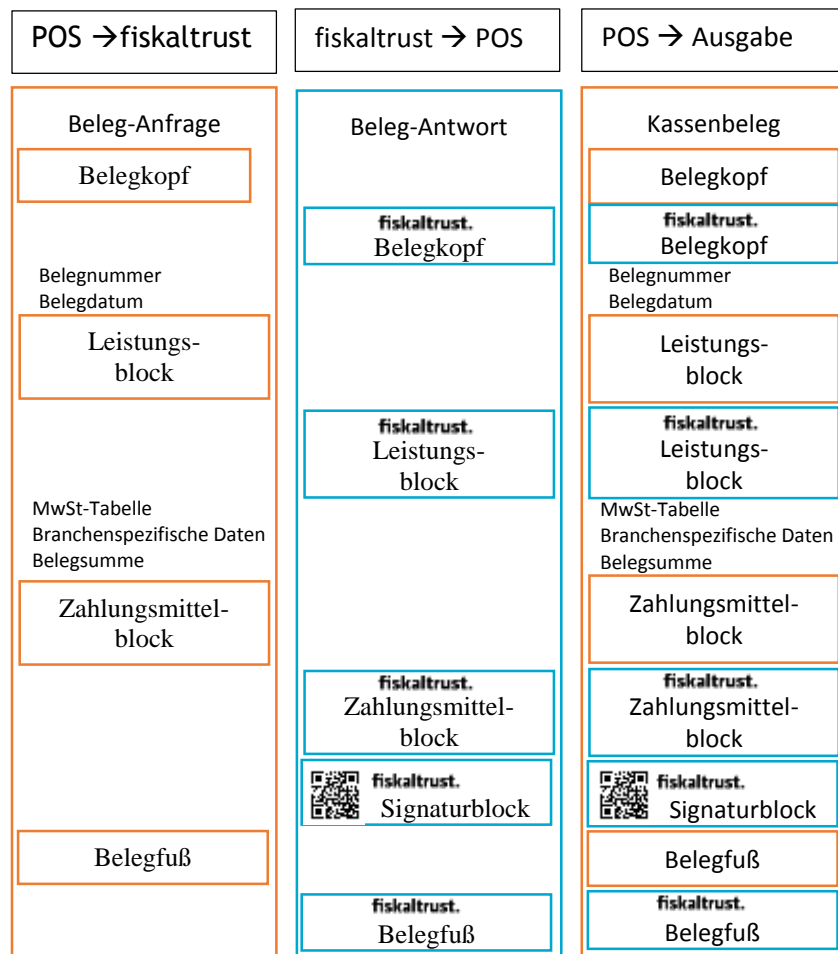 POS →fiskaltrust
fiskaltrust → POS
POS → Ausgabe
Beleg-Anfrage
Belegkopf
Belegnummer
Belegdatum
Leistungs-
block
MwSt-Tabelle
Branchenspezifische Daten
Belegsumme
Zahlungsmittel-
block
Belegfuß
Beleg-Antwort
fiskaltrust.
Belegkopf
fiskaltrust.
Leistungs-
block
fiskaltrust.
Zahlungsmittel-
block
fiskaltrust.
Signaturblock
fiskaltrust.
Belegfuß
Kassenbeleg
Belegkopf
fiskaltrust.
Belegkopf
Belegnummer
Belegdatum
Leistungs-
block
fiskaltrust.
Leistungs-
block
MwSt-Tabelle
Branchenspezifische Daten
Belegsumme
Zahlungsmittel-
block
fiskaltrust.
Zahlungsmittel-
block
fiskaltrust.
Signaturblock
Belegfuß
fiskaltrust.
Belegfuß